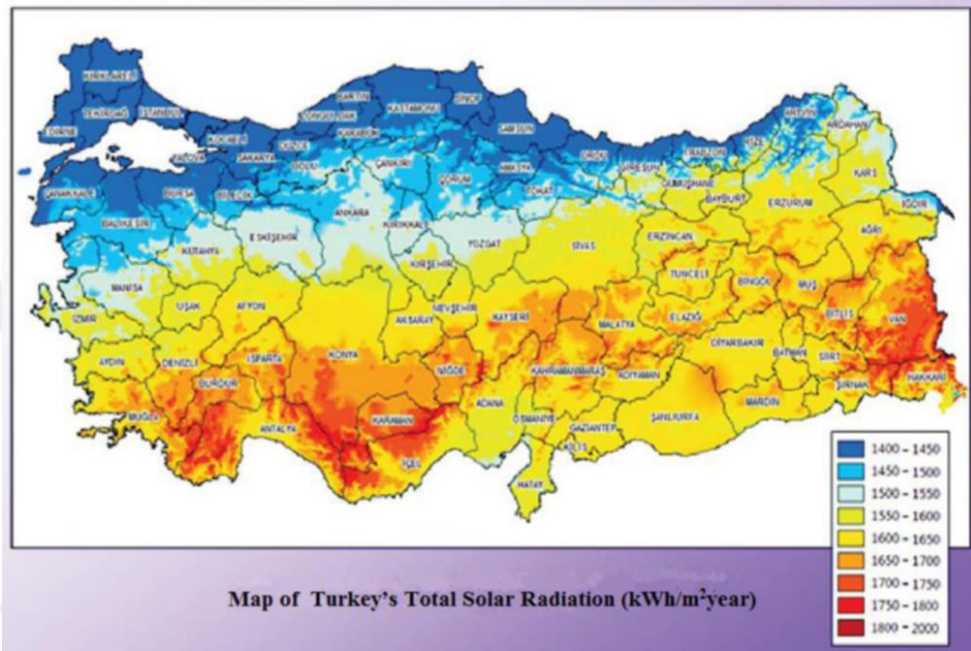 KIRKLARELİ
TEKİRDAĞ
İSTANBUL
EDİRNE
KOCAELİ
YALOVA
SAKARYA
DÜZCE
BOLU
BARTIN
KARABÜK
KASTAMONU
SİNOP
SAMSUN
ÇANKIRI
ÇORUM
AMASYA
TOKAT
ORDU
GİRESUN
TRABZON
RİZE
ARTVİN
ARDAHAN
KARS
IĞDIR
GÜMÜŞHANE
BAYBURT
ERZURUM
AĞRI
ÇANAKKALE
BALIKESİR
BURSA
BİLECİK
KÜTAHYA
ESKİŞEHİR
ANKARA
KIRIKKALE
YOZGAT
KIRŞEHİR
SİVAS
ERZİNCAN
TUNCELİ
BİNGÖL
MUŞ
BİTLİS
VAN
MANİSA
İZMİR
UŞAK
AFYON
AKSARAY
NEVŞEHİR
KAYSERİ
MALATYA
ELAZIĞ
DİYARBAKIR
BATMAN
SİİRT
ŞIRNAK
HAKKARİ
AYDIN
DENİZLİ
ISPARTA
BURDUR
KONYA
NİĞDE
KAHRAMANMARAŞ
ADIYAMAN
MARDİN
MUĞLA
ANTALYA
KARAMAN
İÇEL
ADANA
OSMANİYE
GAZİANTEP
KİLİS
ŞANLIURFA
HATAY
1400 – 1450
1450 – 1500
1500 – 1550
1550 – 1600
1600 – 1650
1650 – 1700
1700 – 1750
1750 – 1800
1800 – 2000
Map of Turkey's Total Solar Radiation (kWh/m²year)